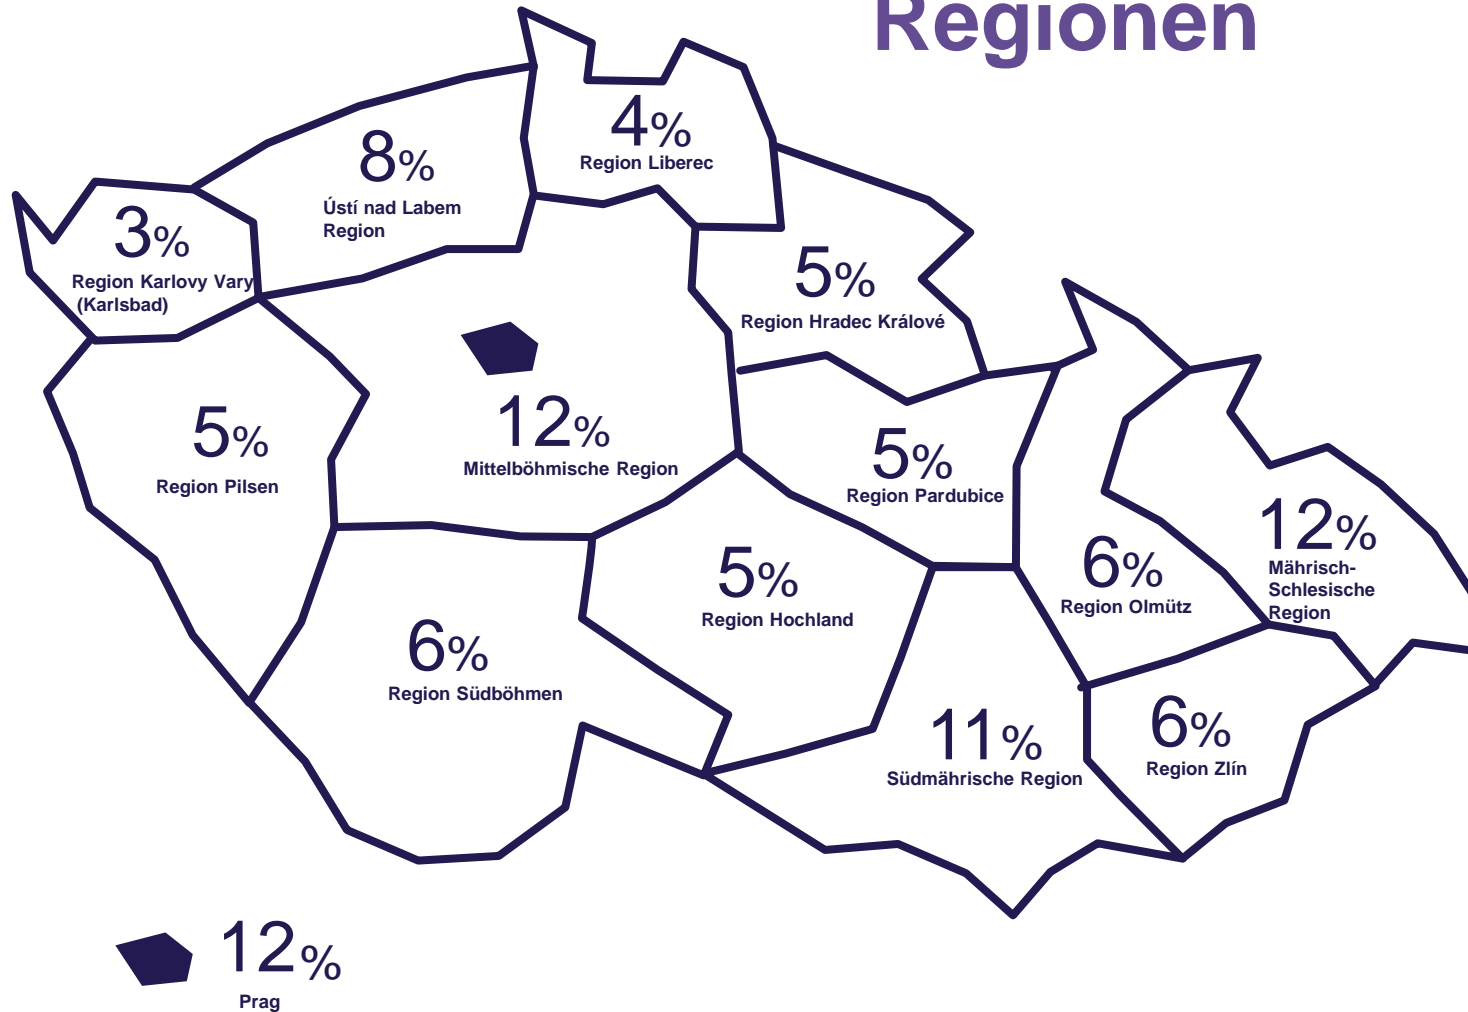 Regionen
4%
Region Liberec
8%
Ústí nad Labem
Region
3%
Region Karlovy Vary
(Karlsbad)
5%
Region Hradec Králové
12%
Mittelböhmische Region
5%
Region Pilsen
5%
Region Pardubice
12%
Mährisch-
Schlesische
Region
6%
Region Olmütz
5%
Region Hochland
6%
Region Südböhmen
11%
Südmährische Region
6%
Region Zlín
12%
Prag